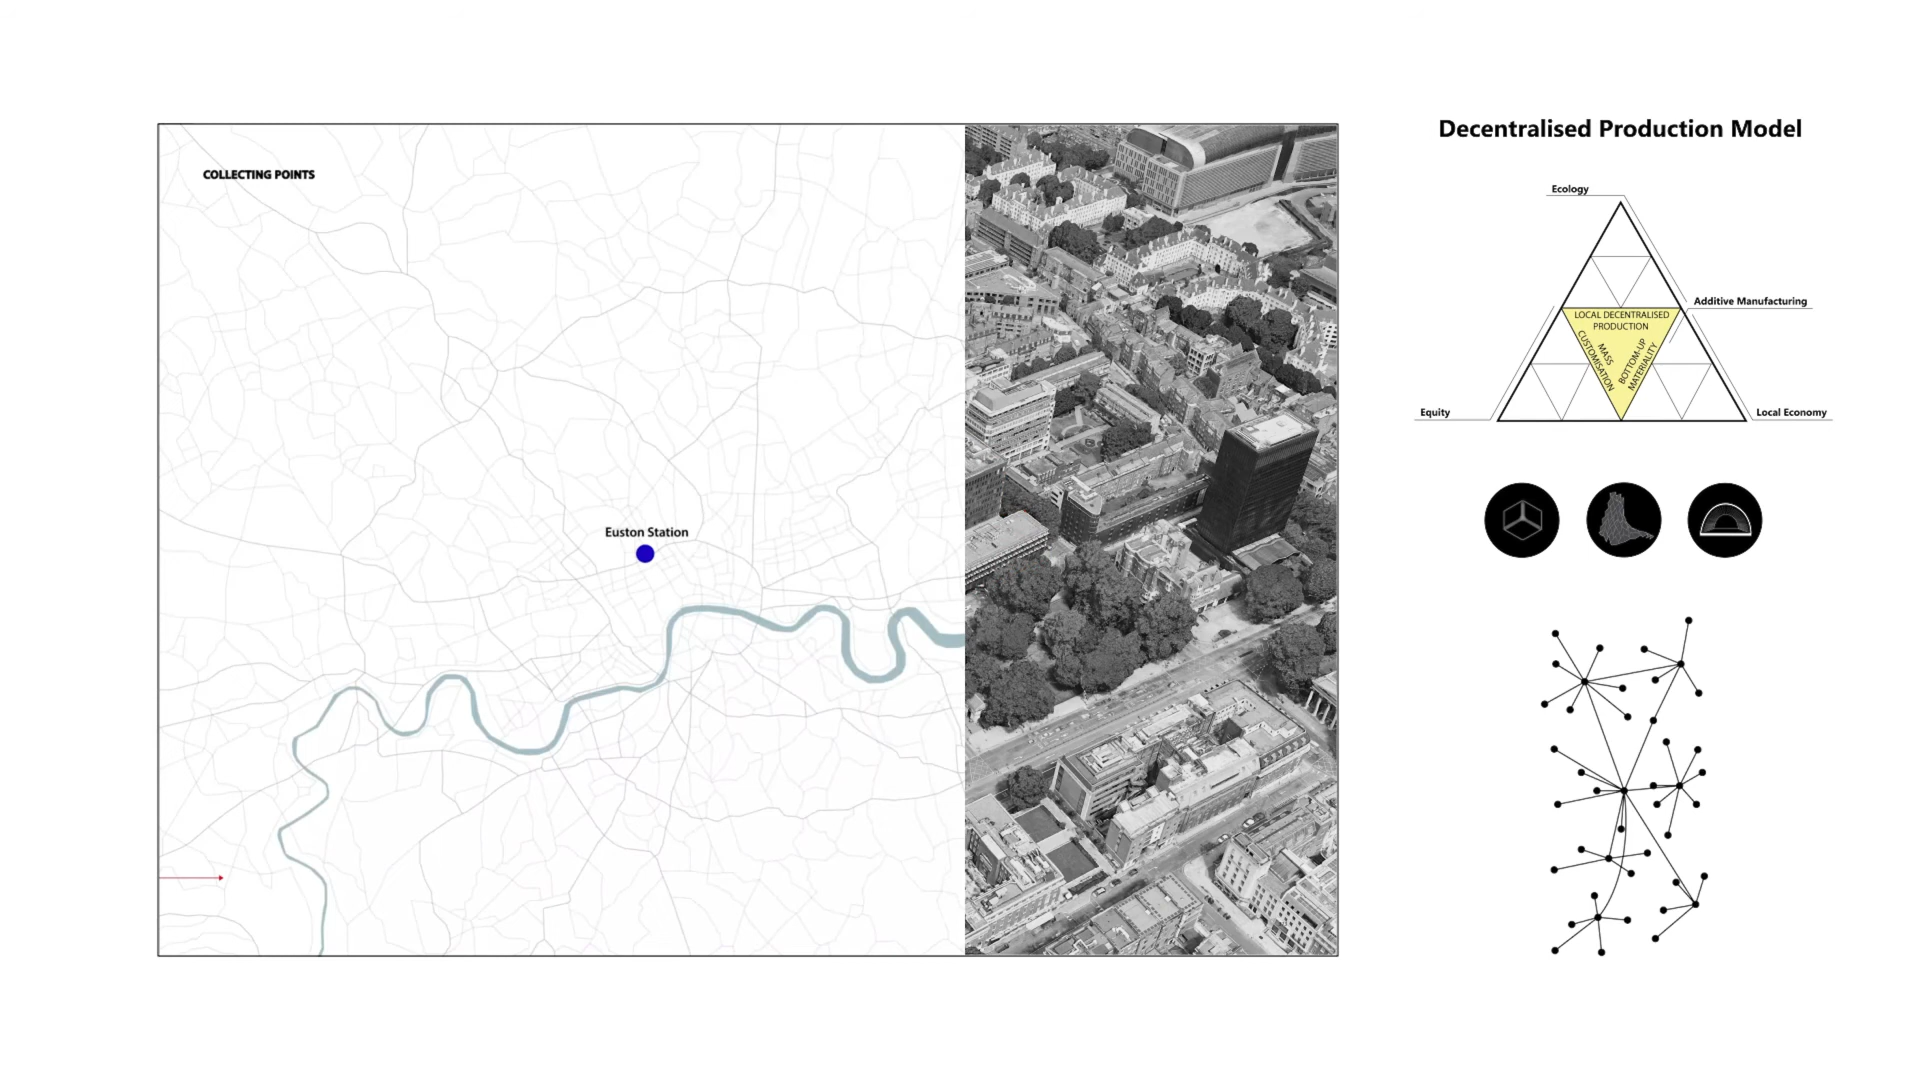 COLLECTING POINTS
Euston Station
Decentralised Production Model
Ecology
Additive Manufacturing
LOCAL DECENTRALISED
PRODUCTION
MASS
CUSTOMISATION
BOTTOM-UP
MATERIALITY
Equity
Local Economy